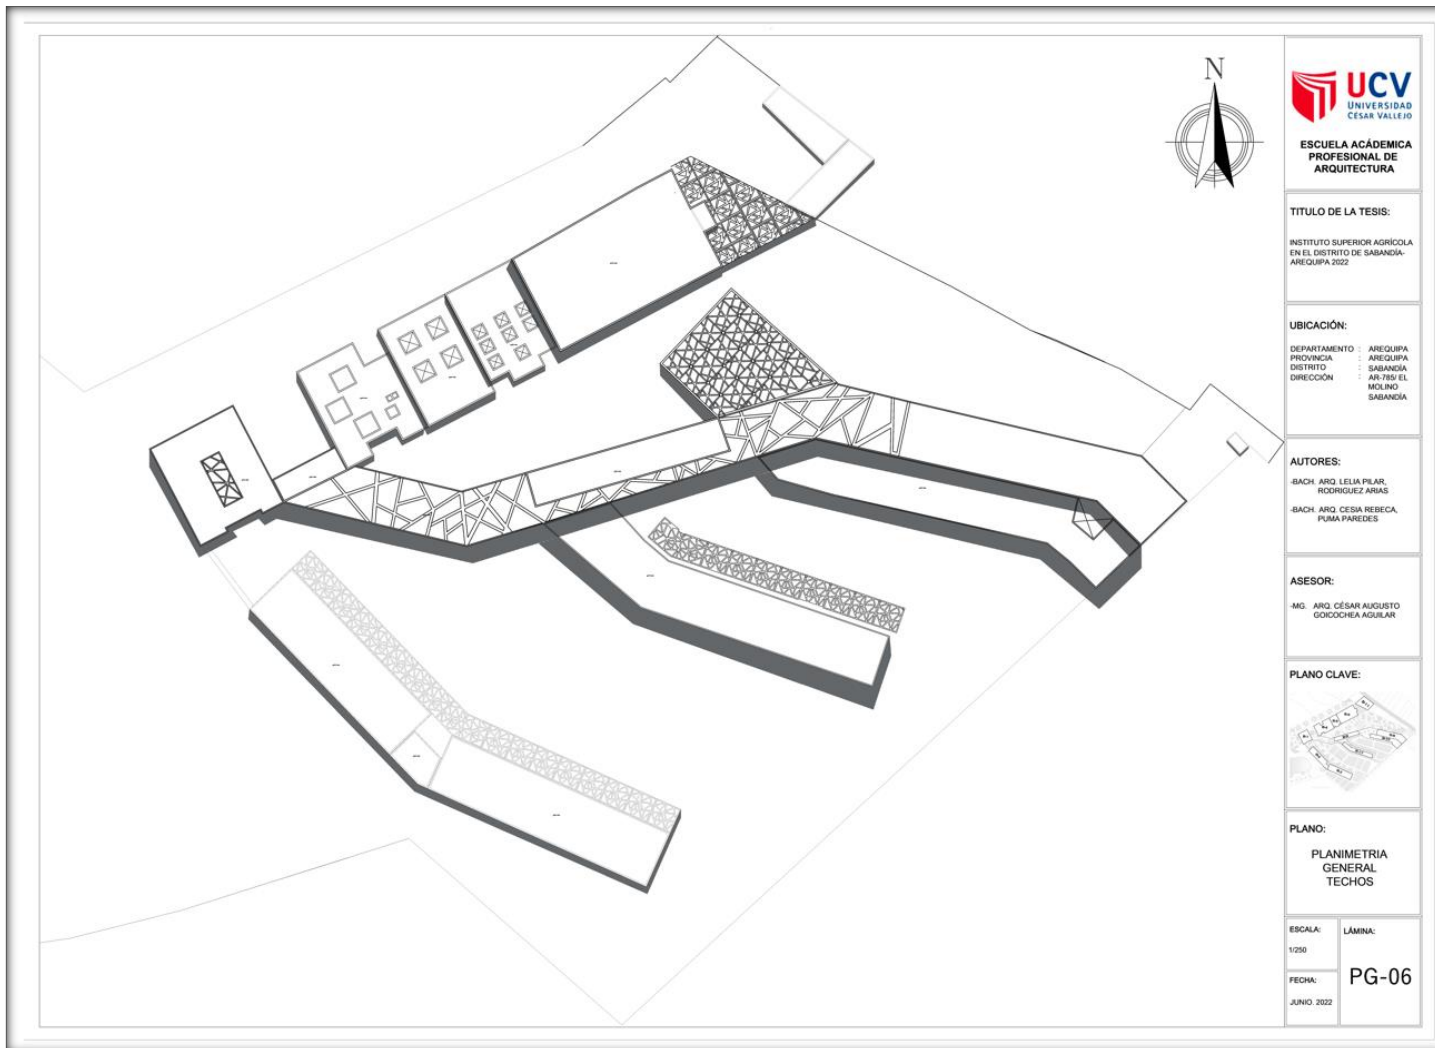 N
UCV
UNIVERSIDAD
CÉSAR VALLEJO
ESCUELA ACÁDEMICA
PROFESIONAL DE
ARQUITECTURA
TITULO DE LA TESIS:
INSTITUTO SUPERIOR AGRÍCOLA
EN EL DISTRITO DE SABANDÍA-
AREQUIPA 2022
UBICACIÓN:
DEPARTAMENTO : AREQUIPA
PROVINCIA : AREQUIPA
DISTRITO : SABANDÍA
DIRECCIÓN : AR-785/ EL
MOLINO
SABANDÍA
AUTORES:
-BACH. ARQ. LELIA PILAR,
RODRIGUEZ ARIAS
-BACH. ARQ. CESIA REBECA,
PUMA PAREDES
ASESOR:
-MG. ARQ. CÉSAR AUGUSTO
GOICOCHEA AGUILAR
PLANO CLAVE:
PLANO:
PLANIMETRIA
GENERAL
TECHOS
ESCALA:
1/250
LÁMINA:
PG-06
FECHA:
JUNIO. 2022